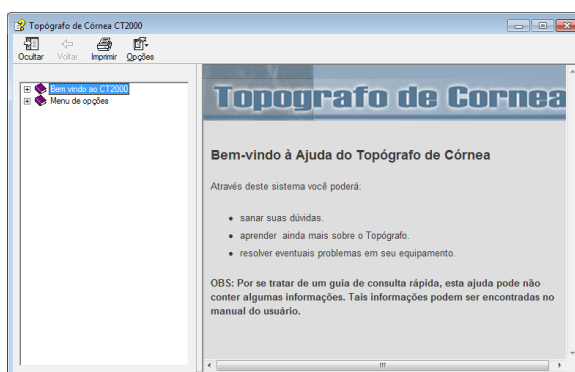 Topógrafo de Córnea CT2000
Ocultar Voltar Imprimir Opções
Bem vindo ao CT2000
Menu de opções
Topografo de Cornea
Bem-vindo à Ajuda do Topógrafo de Córnea
Através deste sistema você poderá:
• sanar suas dúvidas.
• aprender ainda mais sobre o Topógrafo.
• resolver eventuais problemas em seu equipamento.
OBS: Por se tratar de um guia de consulta rápida, esta ajuda pode não
conter algumas informações. Tais informações podem ser encontradas no
manual do usuário.